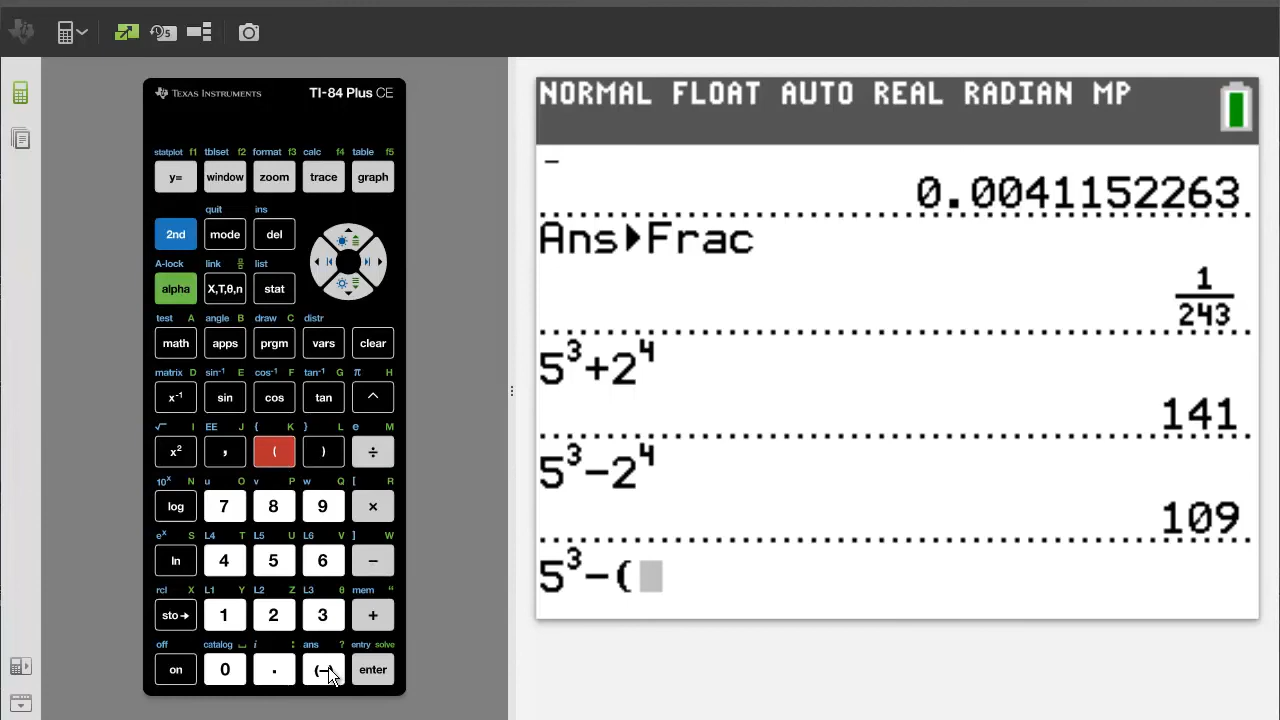 TEXAS INSTRUMENTS TI-84 Plus CE
statplot f1 tblset f2 format f3 calc f4 table f5
y= window zoom trace graph
quit ins
2nd mode del
A-lock link list
alpha X,T,θ,n stat
test A angle B draw C distr
math apps prgm vars clear
matrix D sin⁻¹ E cos⁻¹ F tan⁻¹ G π H
x⁻¹ sin cos tan ^
√ I EE J { K } L e M
x² , ( ) ÷
10ˣ N u O v P w Q [ R
log 7 8 9 ×
eˣ S L4 T L5 U L6 V ] W
ln 4 5 6 −
rcl X L1 Y L2 Z L3 θ mem "
sto→ 1 2 3 +
off catalog ⎵ i : ans ? entry solve
on 0 . (−) enter
NORMAL FLOAT AUTO REAL RADIAN MP
0.0041152263
Ans▶Frac
1
243
5³+2⁴
141
5³−2⁴
109
5³−(